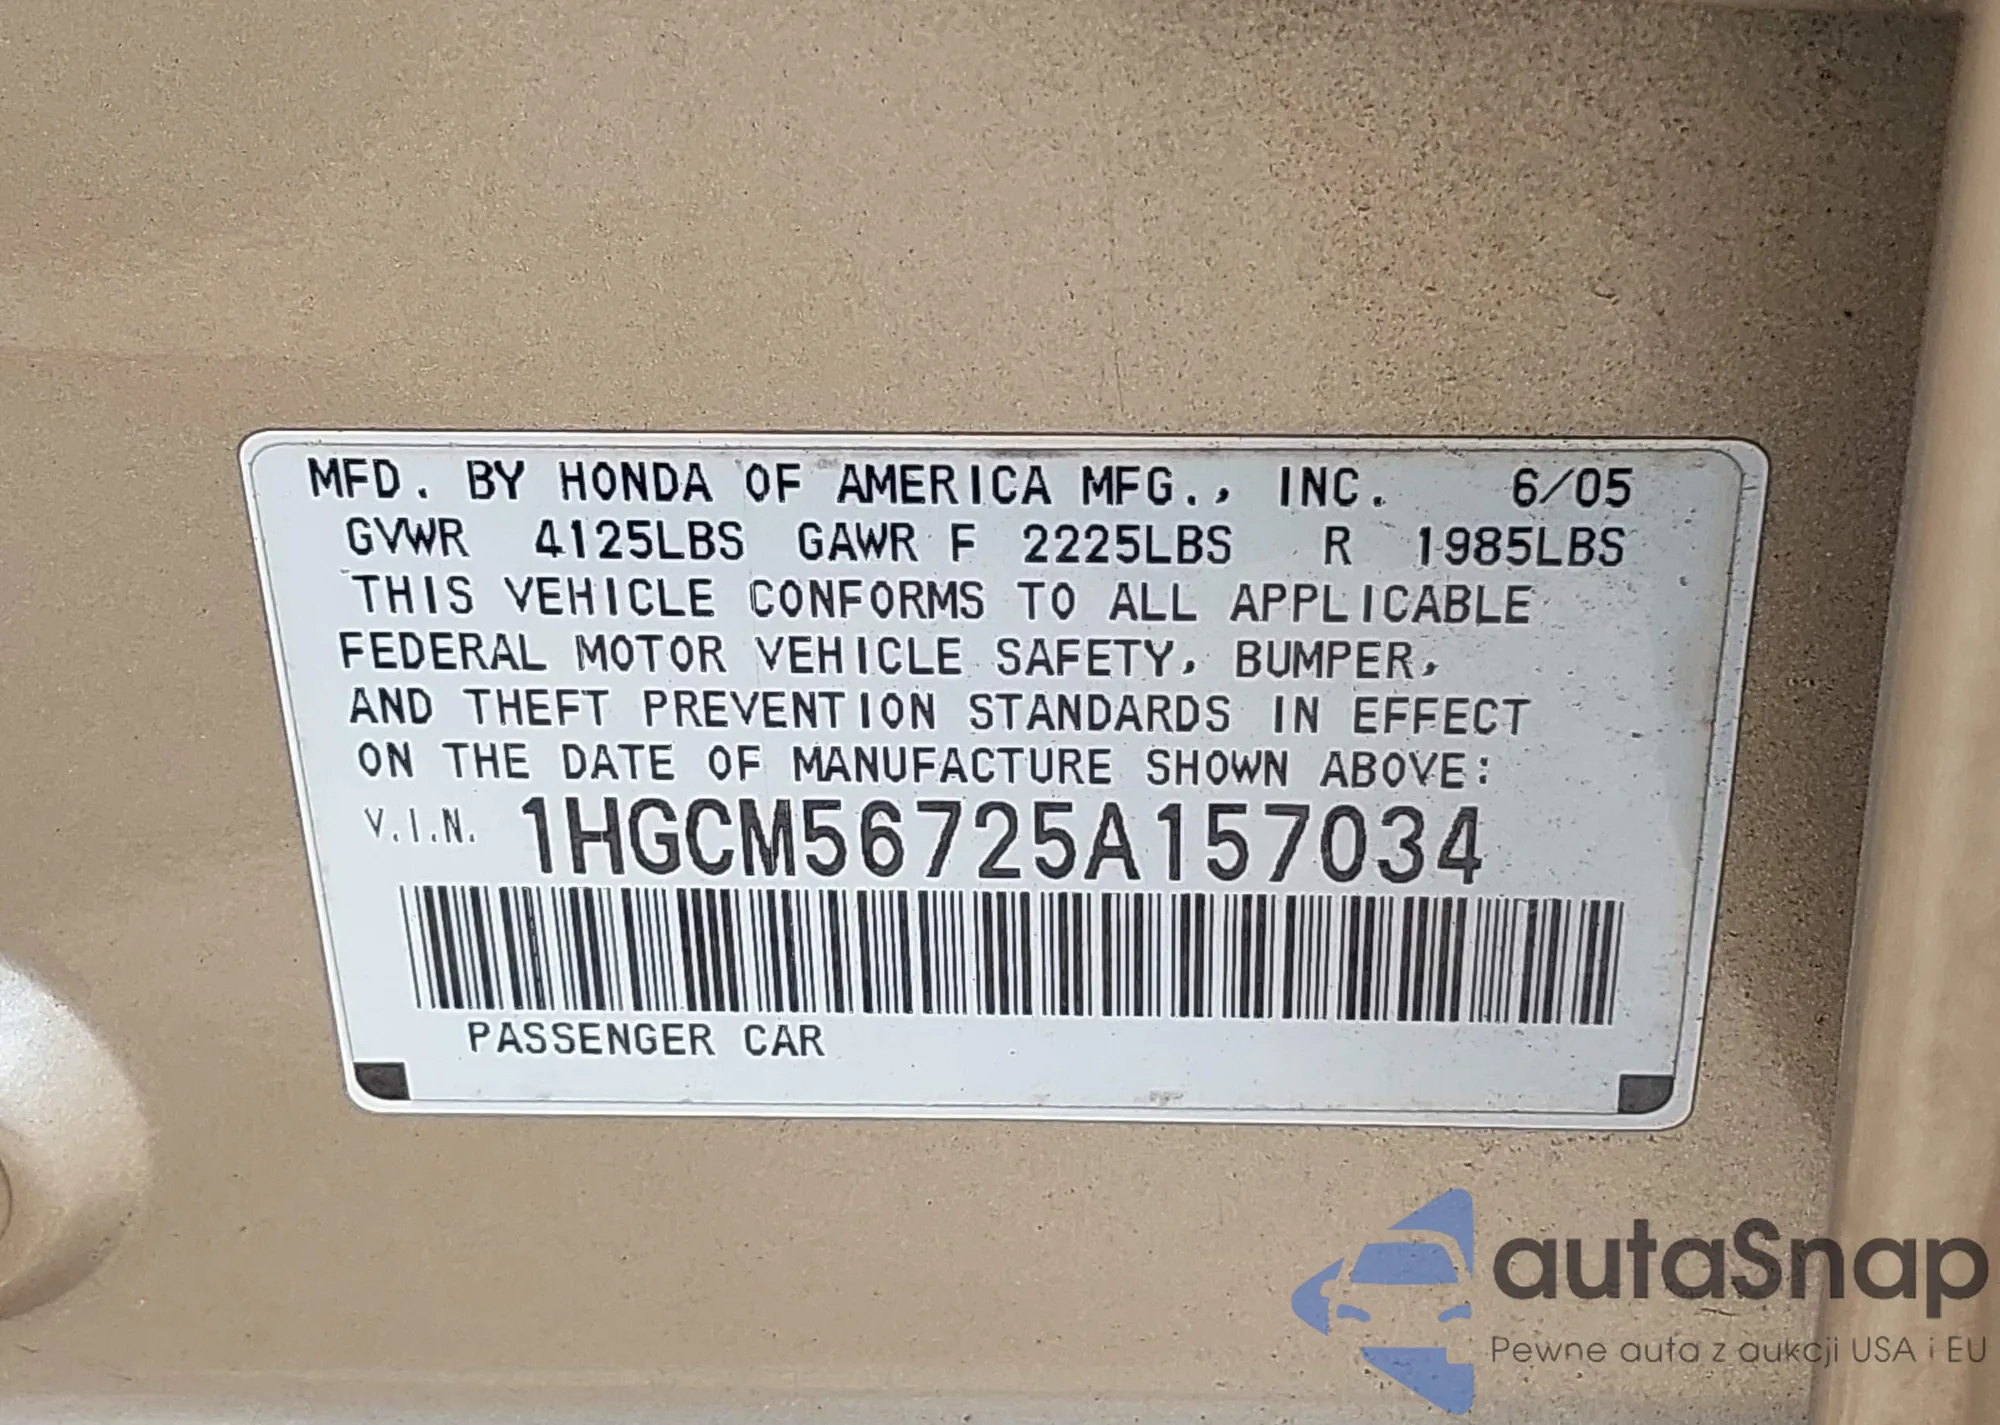 MFD. BY HONDA OF AMERICA MFG., INC. 6/05
GVWR 4125LBS GAWR F 2225LBS R 1985LBS
THIS VEHICLE CONFORMS TO ALL APPLICABLE
FEDERAL MOTOR VEHICLE SAFETY, BUMPER,
AND THEFT PREVENTION STANDARDS IN EFFECT
ON THE DATE OF MANUFACTURE SHOWN ABOVE:
V.I.N. 1HGCM56725A157034
PASSENGER CAR
autaSnap
Pewne auta z aukcji USA i EU